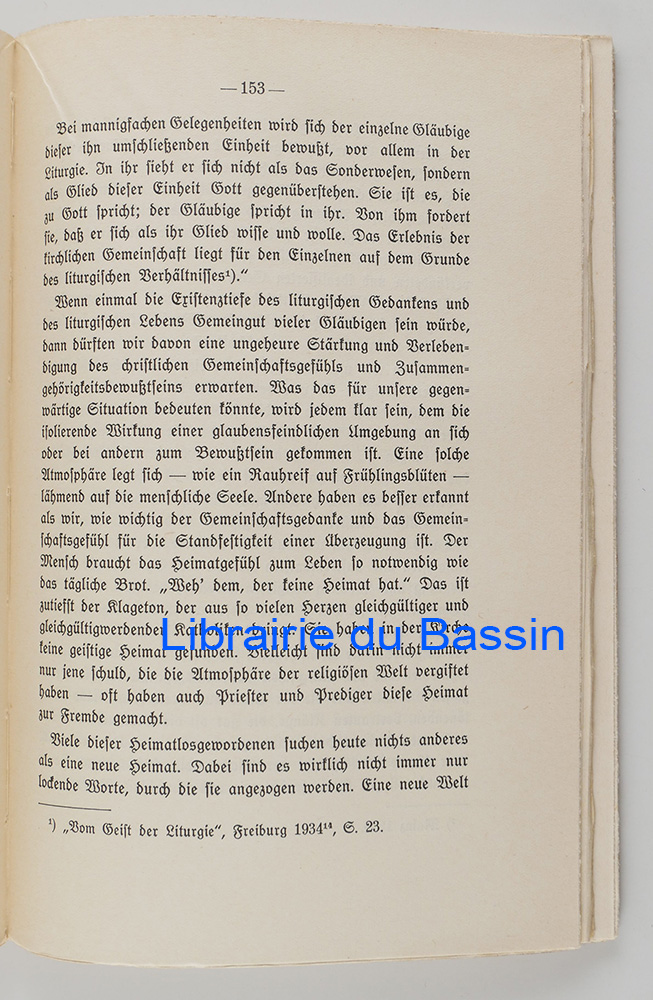 — 153 —
Bei mannigfachen Gelegenheiten wird sich der einzelne Gläubige
dieser ihn umschließenden Einheit bewußt, vor allem in der
Liturgie. In ihr sieht er sich nicht als das Sonderwesen, sondern
als Glied dieser Einheit Gott gegenüberstehen. Sie ist es, die
zu Gott spricht; der Gläubige spricht in ihr. Von ihm fordert
sie, daß er sich als ihr Glied wisse und wolle. Das Erlebnis der
kirchlichen Gemeinschaft liegt für den Einzelnen auf dem Grunde
des liturgischen Verhältnisses¹).“
Wenn einmal die Existenztiefe des liturgischen Gedankens und
des liturgischen Lebens Gemeingut vieler Gläubigen sein würde,
dann dürften wir davon eine ungeheure Stärkung und Verleben-
digung des christlichen Gemeinschaftsgefühls und Zusammen-
gehörigkeitsbewußtseins erwarten. Was das für unsere gegen-
wärtige Situation bedeuten könnte, wird jedem klar sein, dem die
isolierende Wirkung einer glaubensfeindlichen Umgebung an sich
oder bei andern zum Bewußtsein gekommen ist. Eine solche
Atmosphäre legt sich — wie ein Rauhreif auf Frühlingsblüten —
lähmend auf die menschliche Seele. Andere haben es besser erkannt
als wir, wie wichtig der Gemeinschaftsgedanke und das Gemein-
schaftsgefühl für die Standfestigkeit einer Überzeugung ist. Der
Mensch braucht das Heimatgefühl zum Leben so notwendig wie
das tägliche Brot. „Weh’ dem, der keine Heimat hat.“ Das ist
zutiefst der Klageton, der aus so vielen Herzen gleichgültiger und
gleichgültigwerdender Katholiken dringt. Sie haben in der Kirche
keine geistige Heimat gefunden. Vielleicht sind daran nicht immer
nur jene schuld, die die Atmosphäre der religiösen Welt vergiftet
haben — oft haben auch Priester und Prediger diese Heimat
zur Fremde gemacht.
Viele dieser Heimatlosgewordenen suchen heute nichts anderes
als eine neue Heimat. Dabei sind es wirklich nicht immer nur
lockende Worte, durch die sie angezogen werden. Eine neue Welt
¹) „Vom Geist der Liturgie“, Freiburg 1934¹⁴, S. 23.
Librairie du Bassin